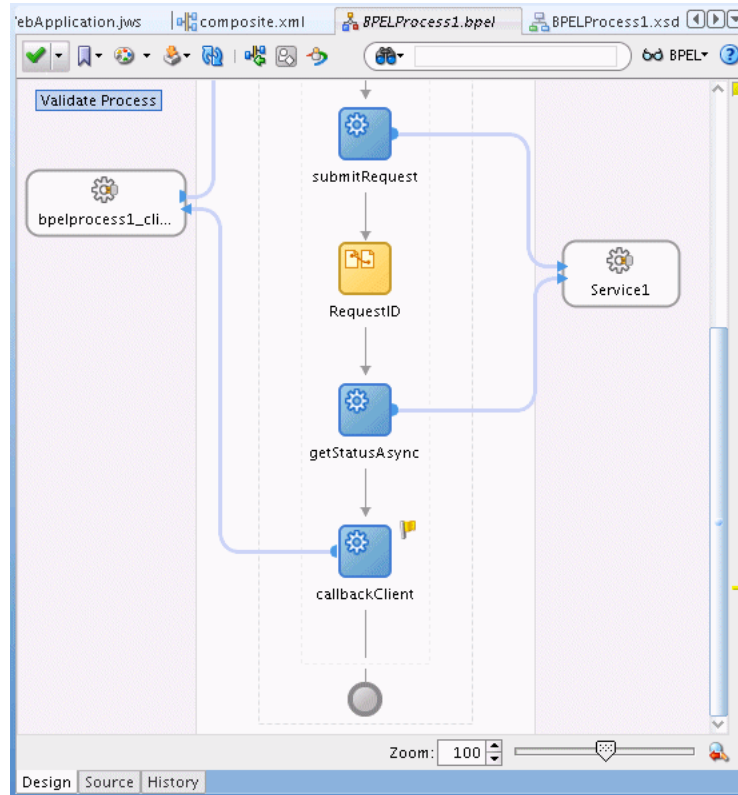 'ebApplication.jws composite.xml BPELProcess1.bpel BPELProcess1.xsd
BPEL
Validate Process
submitRequest
bpelprocess1_cli...
Service1
RequestID
getStatusAsync
callbackClient
Zoom: 100
Design Source History